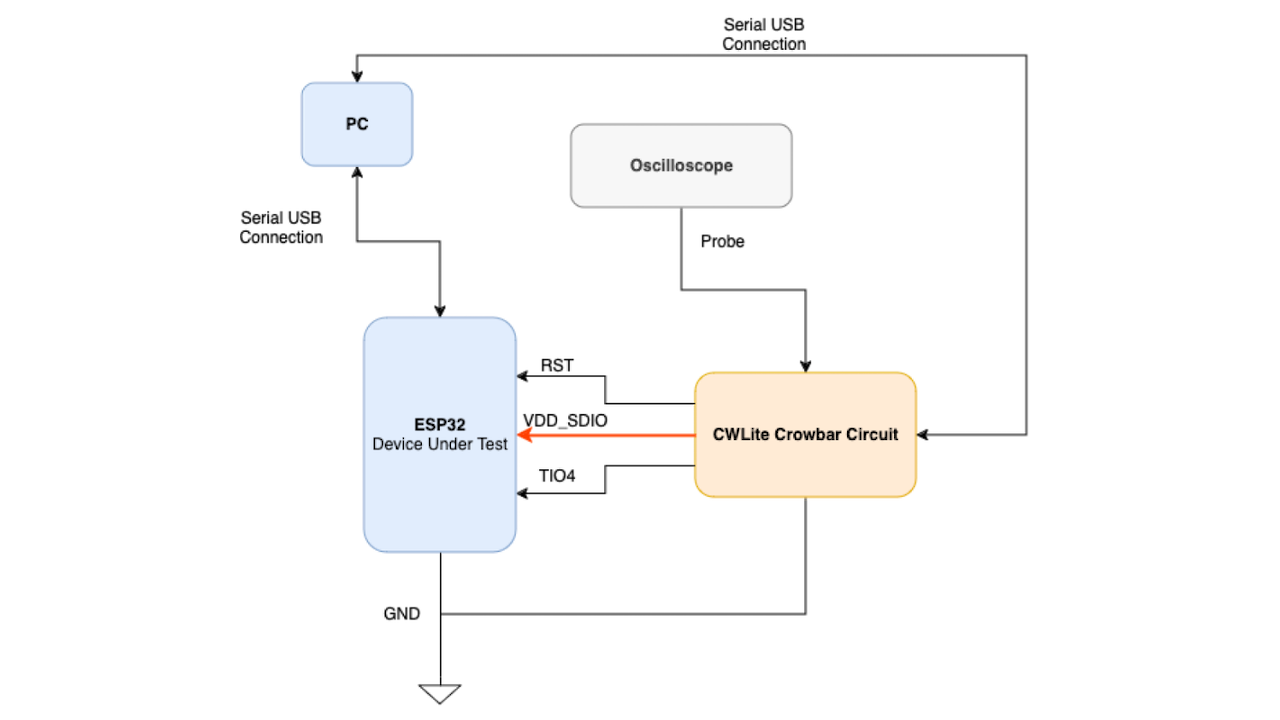 Serial USB
Connection
PC
Oscilloscope
Serial USB
Connection
Probe
RST
VDD_SDIO
ESP32
Device Under Test
CWLite Crowbar Circuit
TIO4
GND